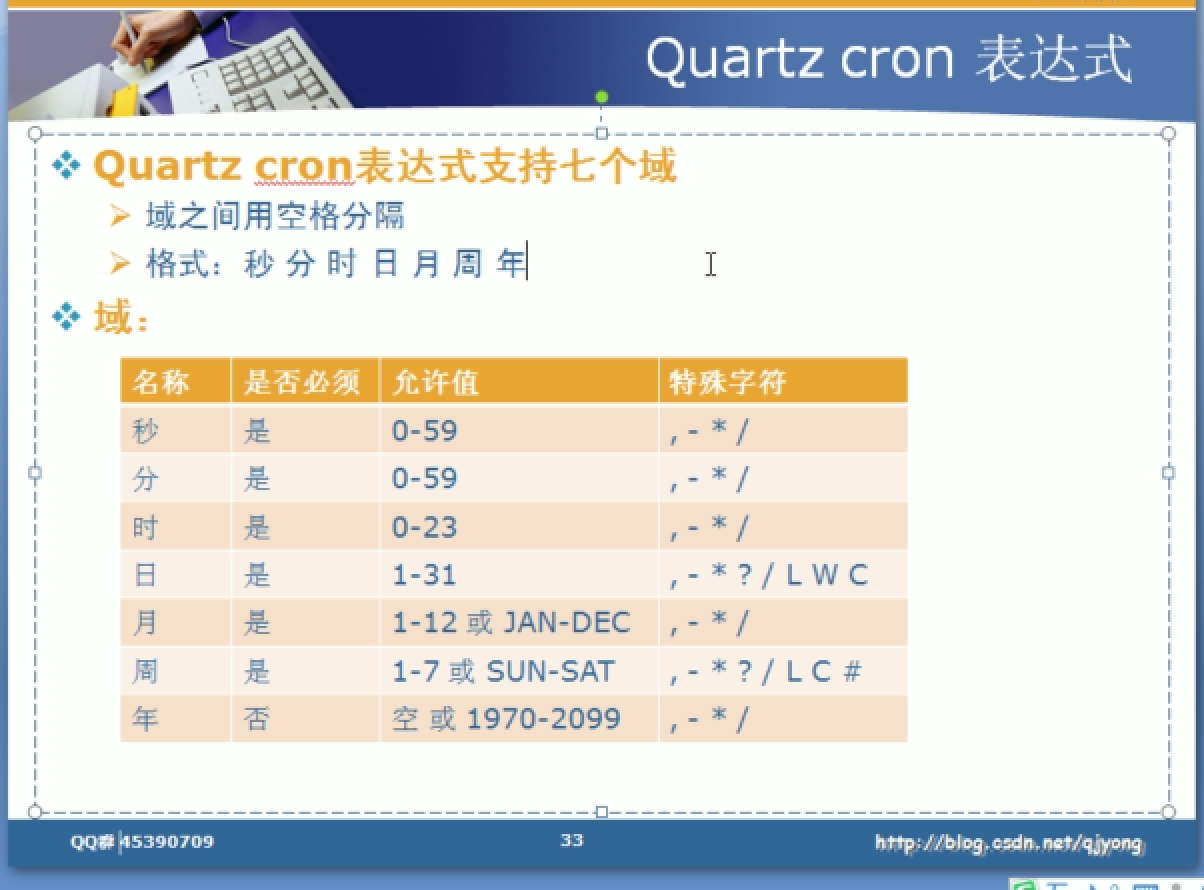 Quartz cron 表达式
Quartz cron表达式支持七个域
域之间用空格分隔
格式：秒 分 时 日 月 周 年
域：
名称 是否必须 允许值 特殊字符
秒 是 0-59 , - * /
分 是 0-59 , - * /
时 是 0-23 , - * /
日 是 1-31 , - * ? / L W C
月 是 1-12 或 JAN-DEC , - * /
周 是 1-7 或 SUN-SAT , - * ? / L C #
年 否 空 或 1970-2099 , - * /
QQ群 45390709 33 http://blog.csdn.net/qjyong